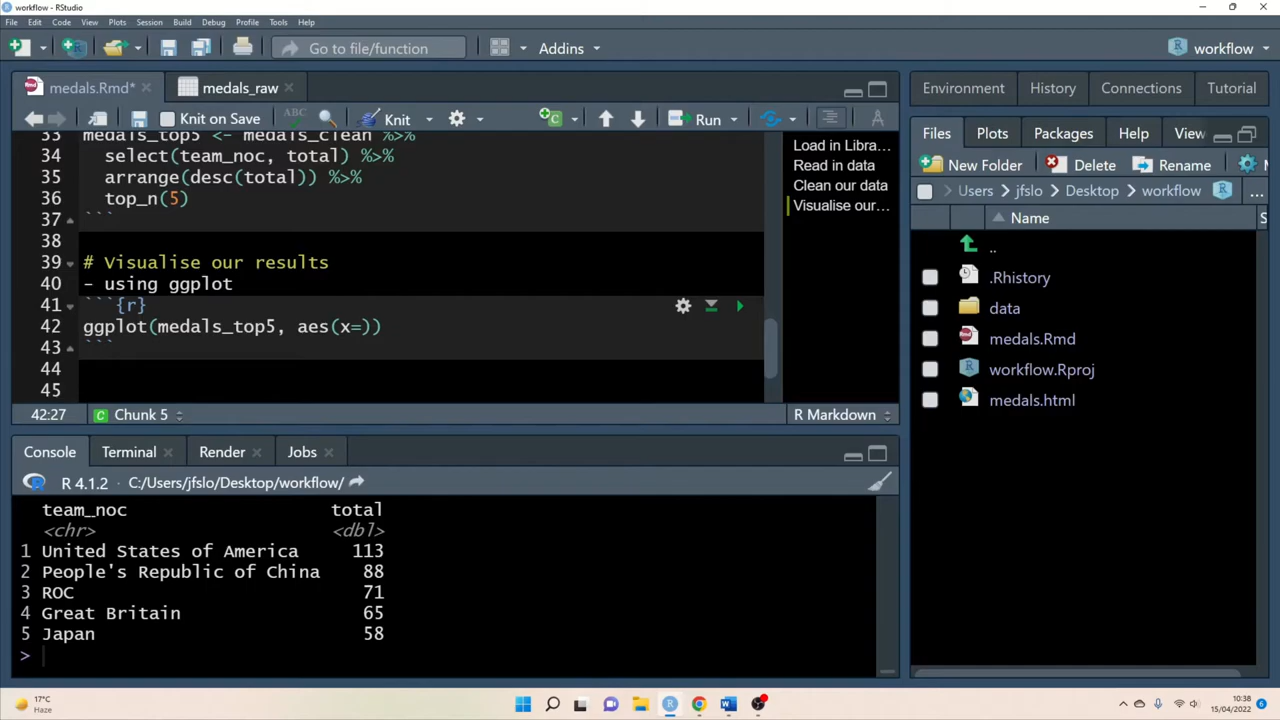 workflow - RStudio
File Edit Code View Plots Session Build Debug Profile Tools Help
Go to file/function Addins workflow
medals.Rmd* medals_raw
Knit on Save ABC Knit Run
33 medals_top5 <- medals_clean %>%
34 select(team_noc, total) %>%
35 arrange(desc(total)) %>%
36 top_n(5)
37 ```
38
39 # Visualise our results
40 - using ggplot
41 ```{r}
42 ggplot(medals_top5, aes(x=))
43 ```
44
45
42:27 Chunk 5 R Markdown
Load in Libra...
Read in data
Clean our data
Visualise our...
Console Terminal Render Jobs
R 4.1.2 · C:/Users/jfslo/Desktop/workflow/
team_noc total
<chr> <dbl>
1 United States of America 113
2 People's Republic of China 88
3 ROC 71
4 Great Britain 65
5 Japan 58
>
Environment History Connections Tutorial
Files Plots Packages Help View
New Folder Delete Rename
Users jfslo Desktop workflow ...
Name S
..
.Rhistory
data
medals.Rmd
workflow.Rproj
medals.html
17°C
Haze
10:38
15/04/2022
6